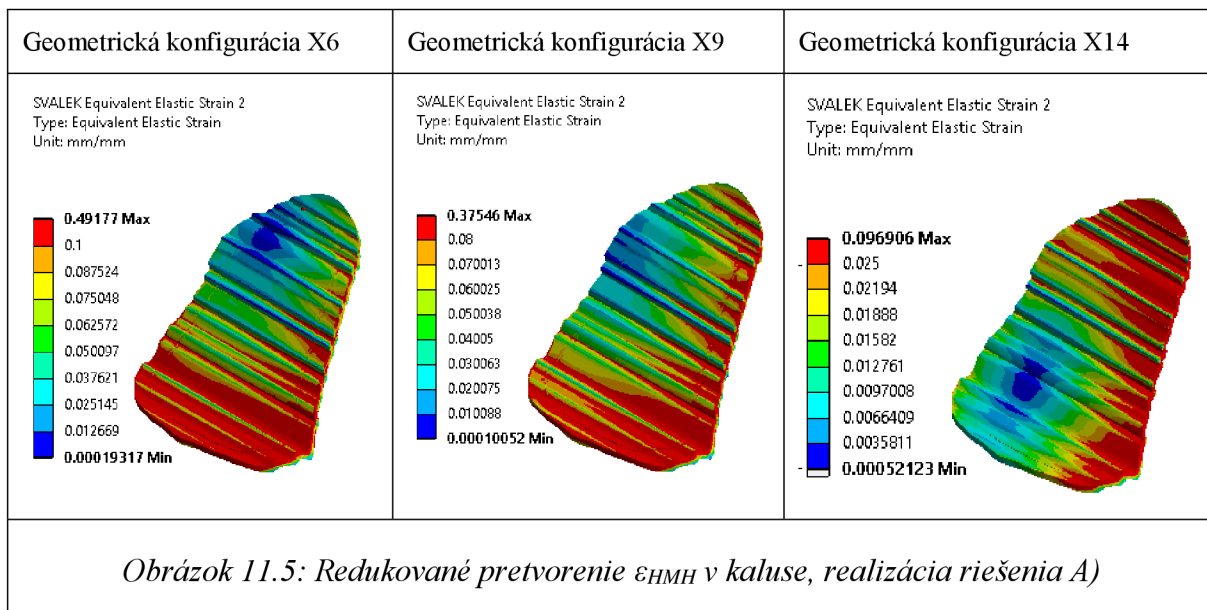 Geometrická konfigurácia X6
Geometrická konfigurácia X9
Geometrická konfigurácia X14
SVALEK Equivalent Elastic Strain 2
Type: Equivalent Elastic Strain
Unit: mm/mm
0.49177 Max
0.1
0.087524
0.075048
0.062572
0.050097
0.037621
0.025145
0.012669
0.00019317 Min
SVALEK Equivalent Elastic Strain 2
Type: Equivalent Elastic Strain
Unit: mm/mm
0.37546 Max
0.08
0.070013
0.060025
0.050038
0.04005
0.030063
0.020075
0.010088
0.00010052 Min
SVALEK Equivalent Elastic Strain 2
Type: Equivalent Elastic Strain
Unit: mm/mm
0.096906 Max
0.025
0.02194
0.01888
0.01582
0.012761
0.0097008
0.0066409
0.0035811
0.00052123 Min
Obrázok 11.5: Redukované pretvorenie εHMH v kaluse, realizácia riešenia A)